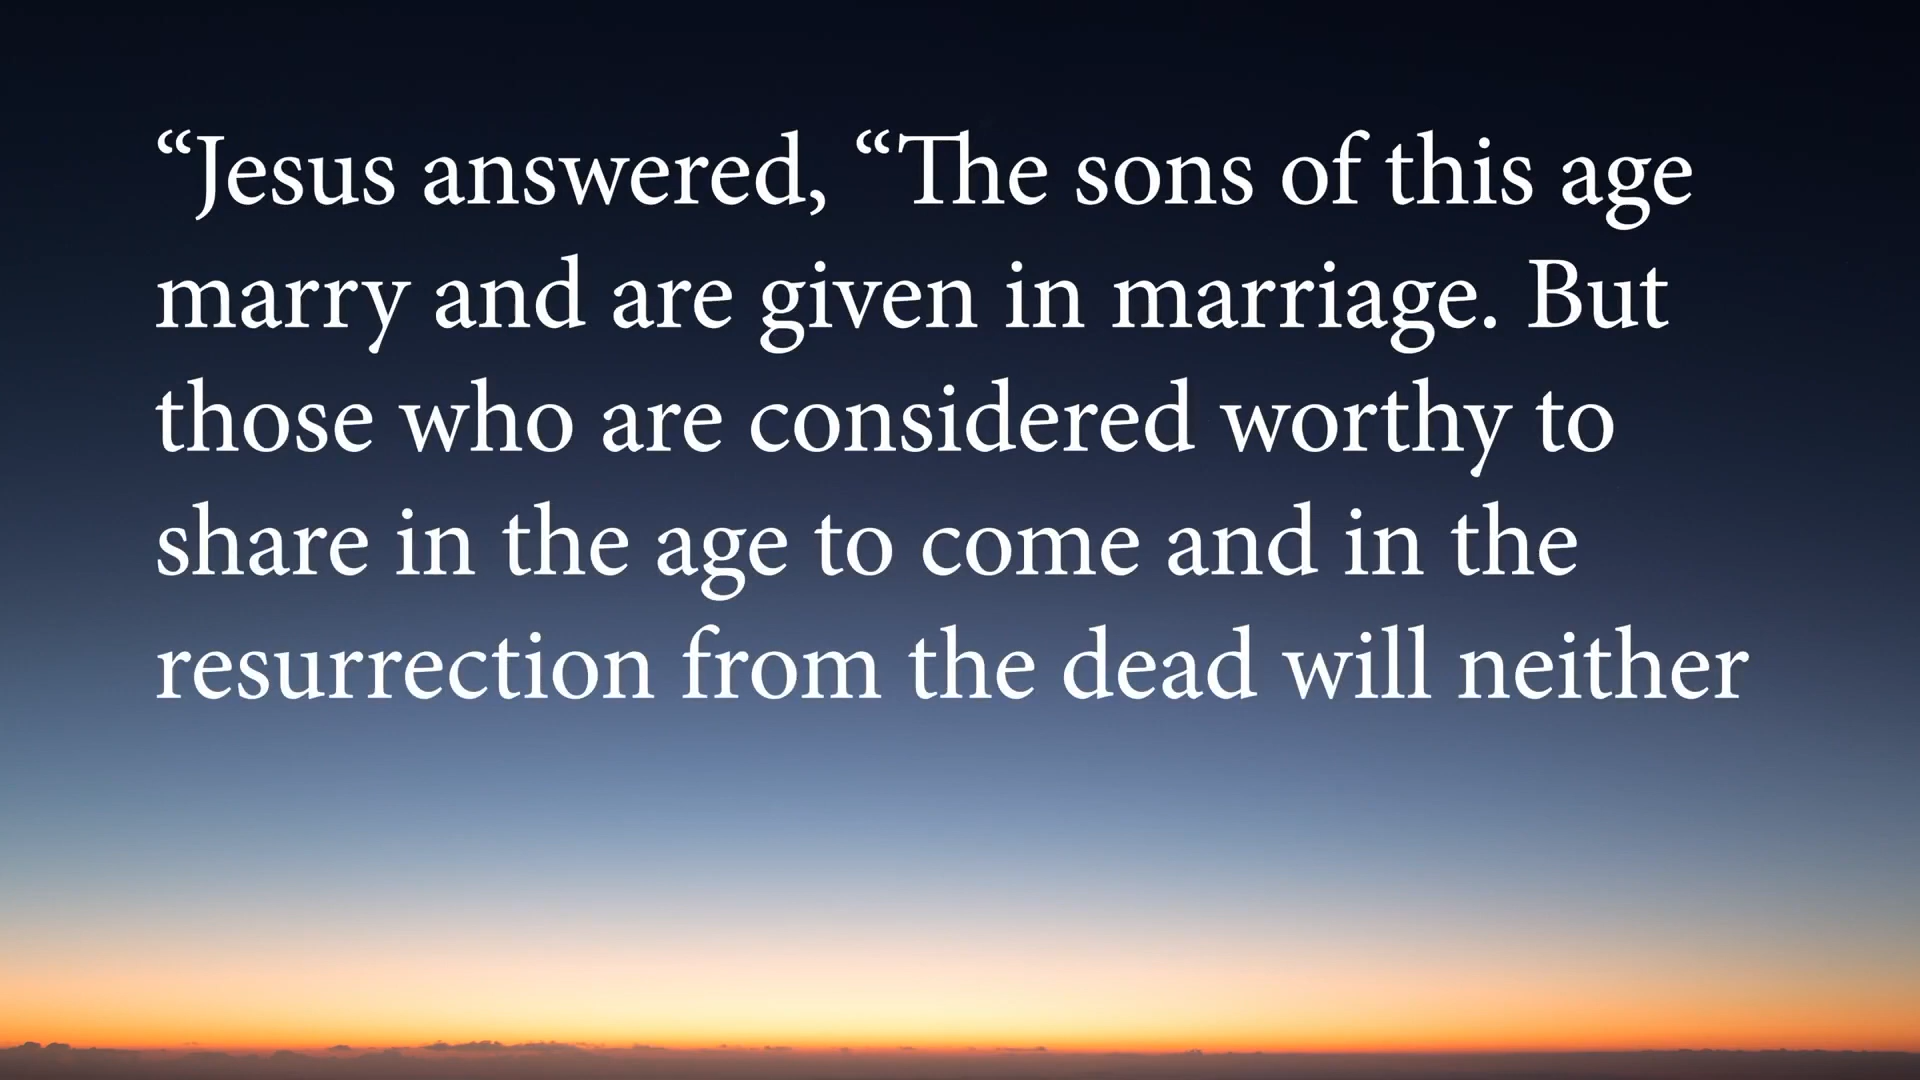 “Jesus answered, “The sons of this age
marry and are given in marriage. But
those who are considered worthy to
share in the age to come and in the
resurrection from the dead will neither